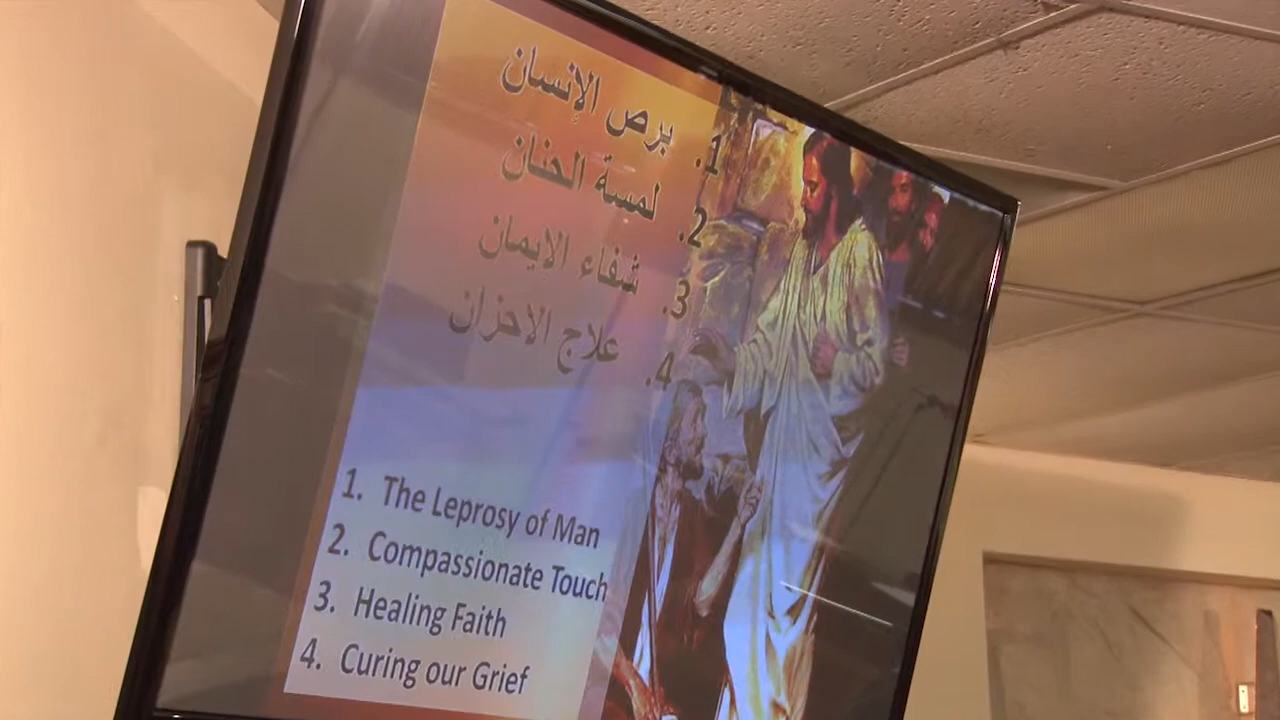 1. برص الإنسان
2. لمسة الحنان
3. شفاء الايمان
4. علاج الاحزان
1. The Leprosy of Man
2. Compassionate Touch
3. Healing Faith
4. Curing our Grief